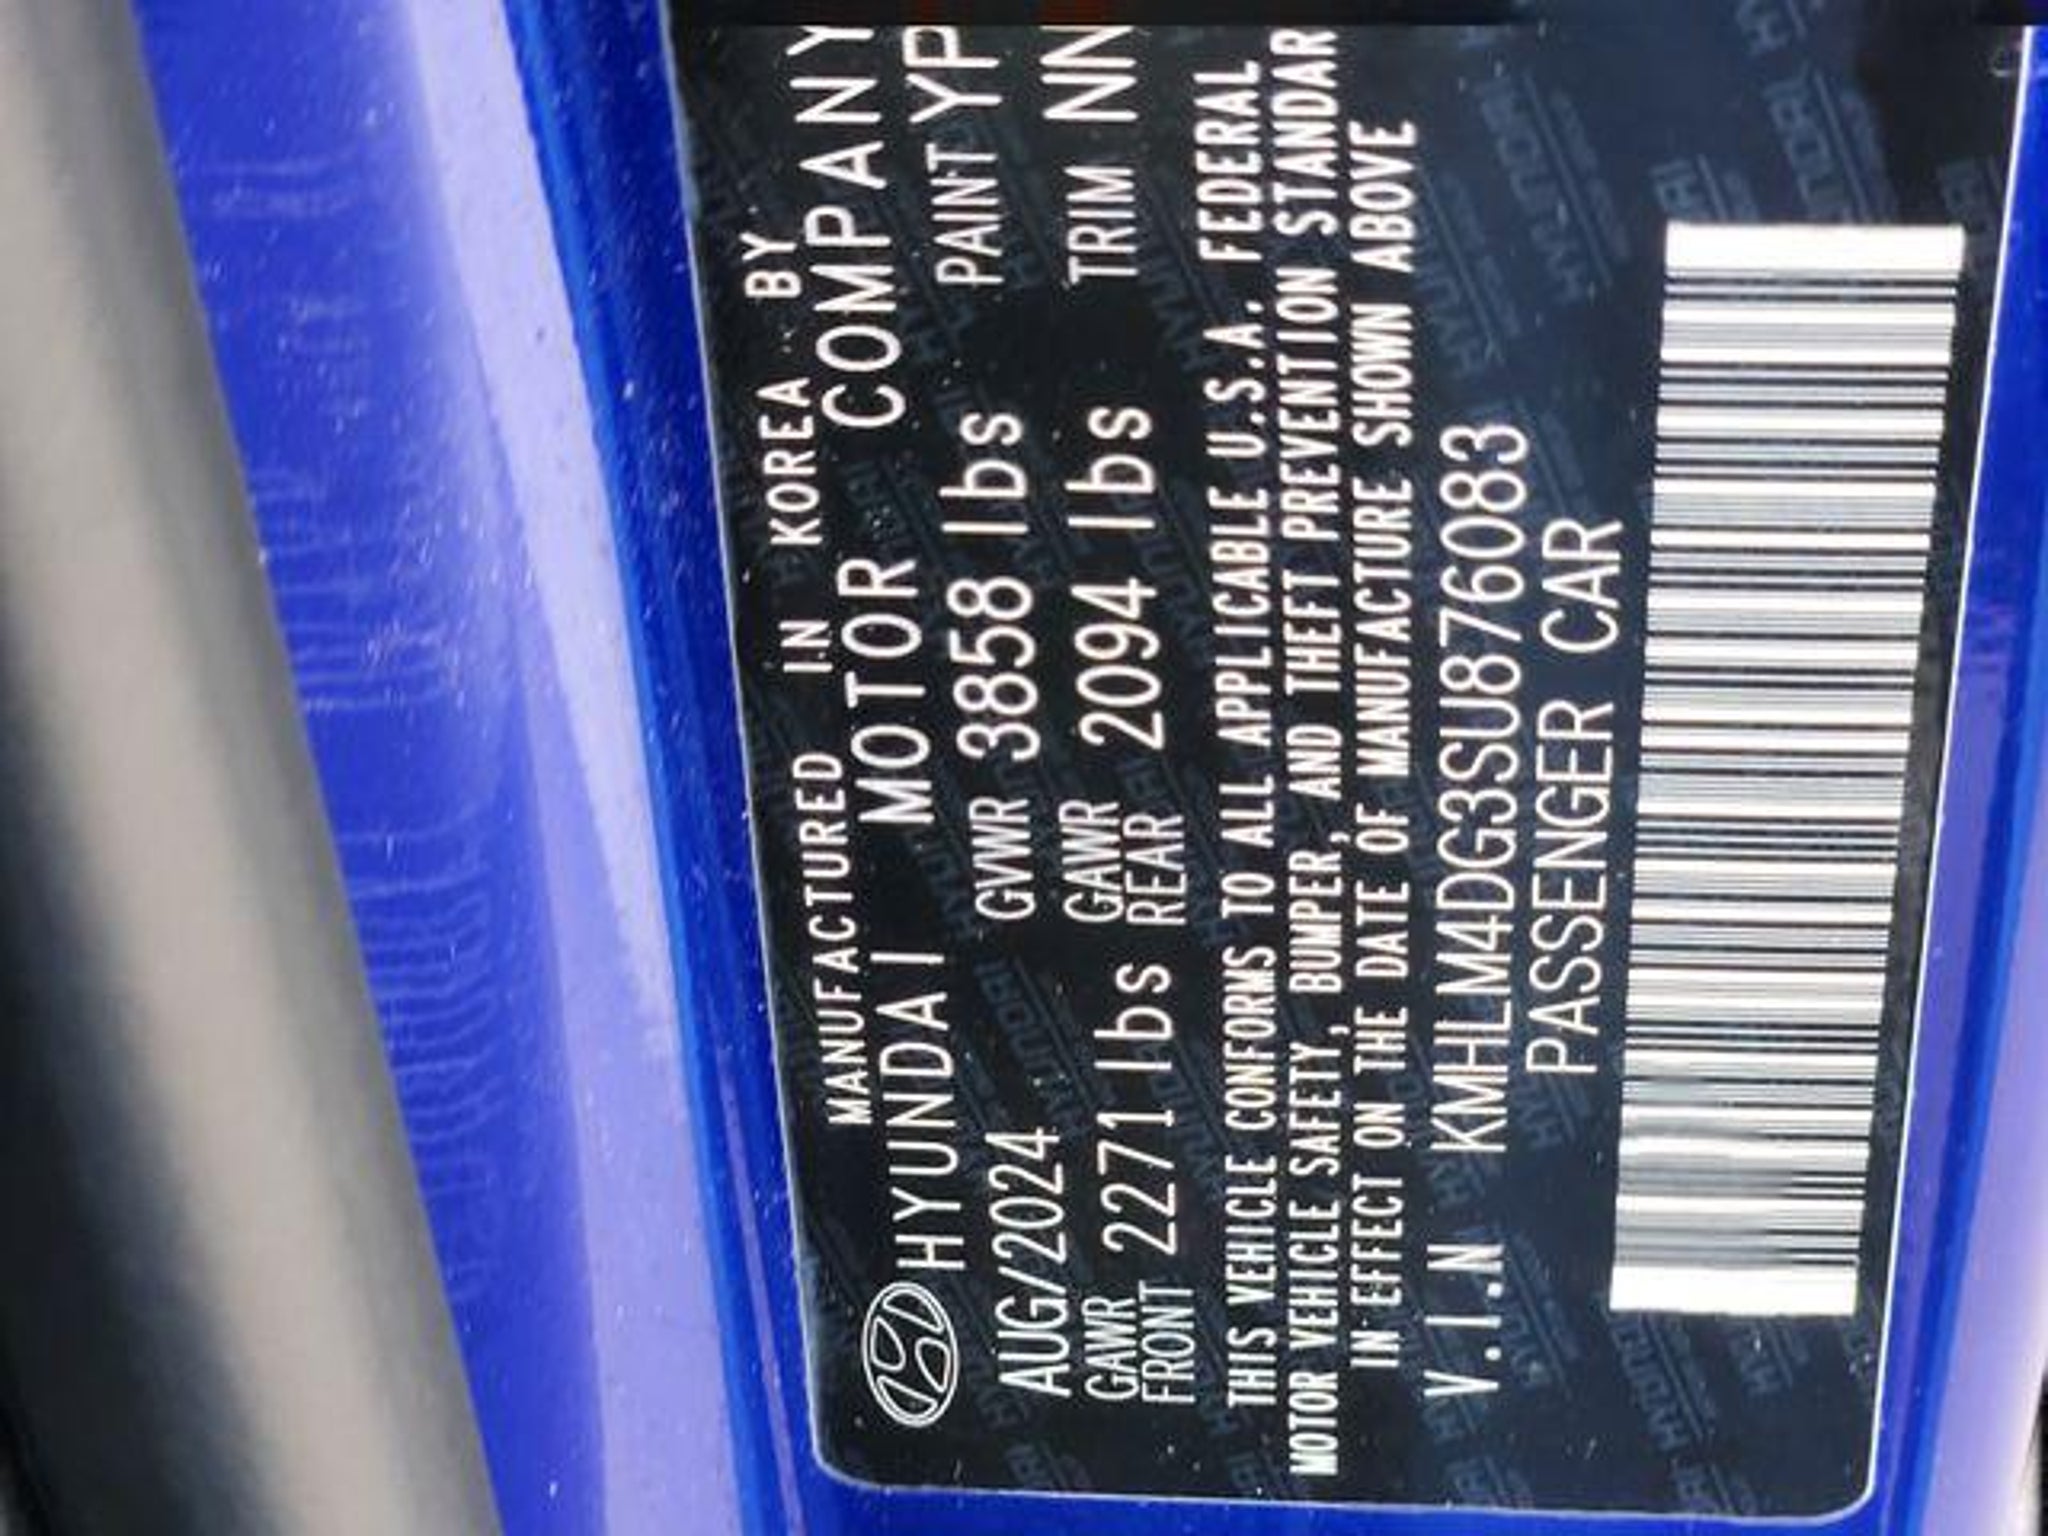 MANUFACTURED IN KOREA BY
HYUNDAI MOTOR COMPANY
AUG/2024 GVWR 3858 lbs PAINT YP
GAWR FRONT 2271 lbs GAWR REAR 2094 lbs TRIM NN
THIS VEHICLE CONFORMS TO ALL APPLICABLE U.S.A. FEDERAL
MOTOR VEHICLE SAFETY, BUMPER, AND THEFT PREVENTION STANDAR
IN EFFECT ON THE DATE OF MANUFACTURE SHOWN ABOVE
V.I.N KMHLM4DG3SU876083
PASSENGER CAR